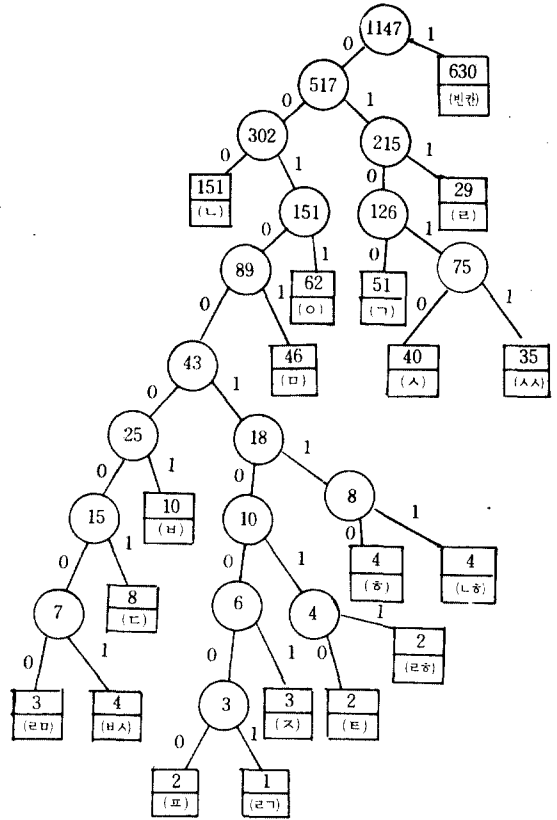 1147
0 1
517
630
(빈칸)
0 1
302
215
0 1 0 1
151
(ㄴ)
151
126
29
(ㄹ)
0 1 0 1
89
62
(ㅇ)
51
(ㄱ)
75
0 1 0 1
43
46
(ㅁ)
40
(ㅅ)
35
(ㅅㅅ)
0 1
25
18
0 1 0 1
15
10
(ㅂ)
10
8
0 1 0 1 0 1
7
8
(ㄷ)
6
4
4
(ㅎ)
4
(ㄴㅎ)
0 1 0 1 0 1
3
(ㄹㅁ)
4
(ㅂㅅ)
3
3
(ㅈ)
2
(ㅌ)
2
(ㄹㅎ)
0 1
2
(ㅍ)
1
(ㄹㄱ)